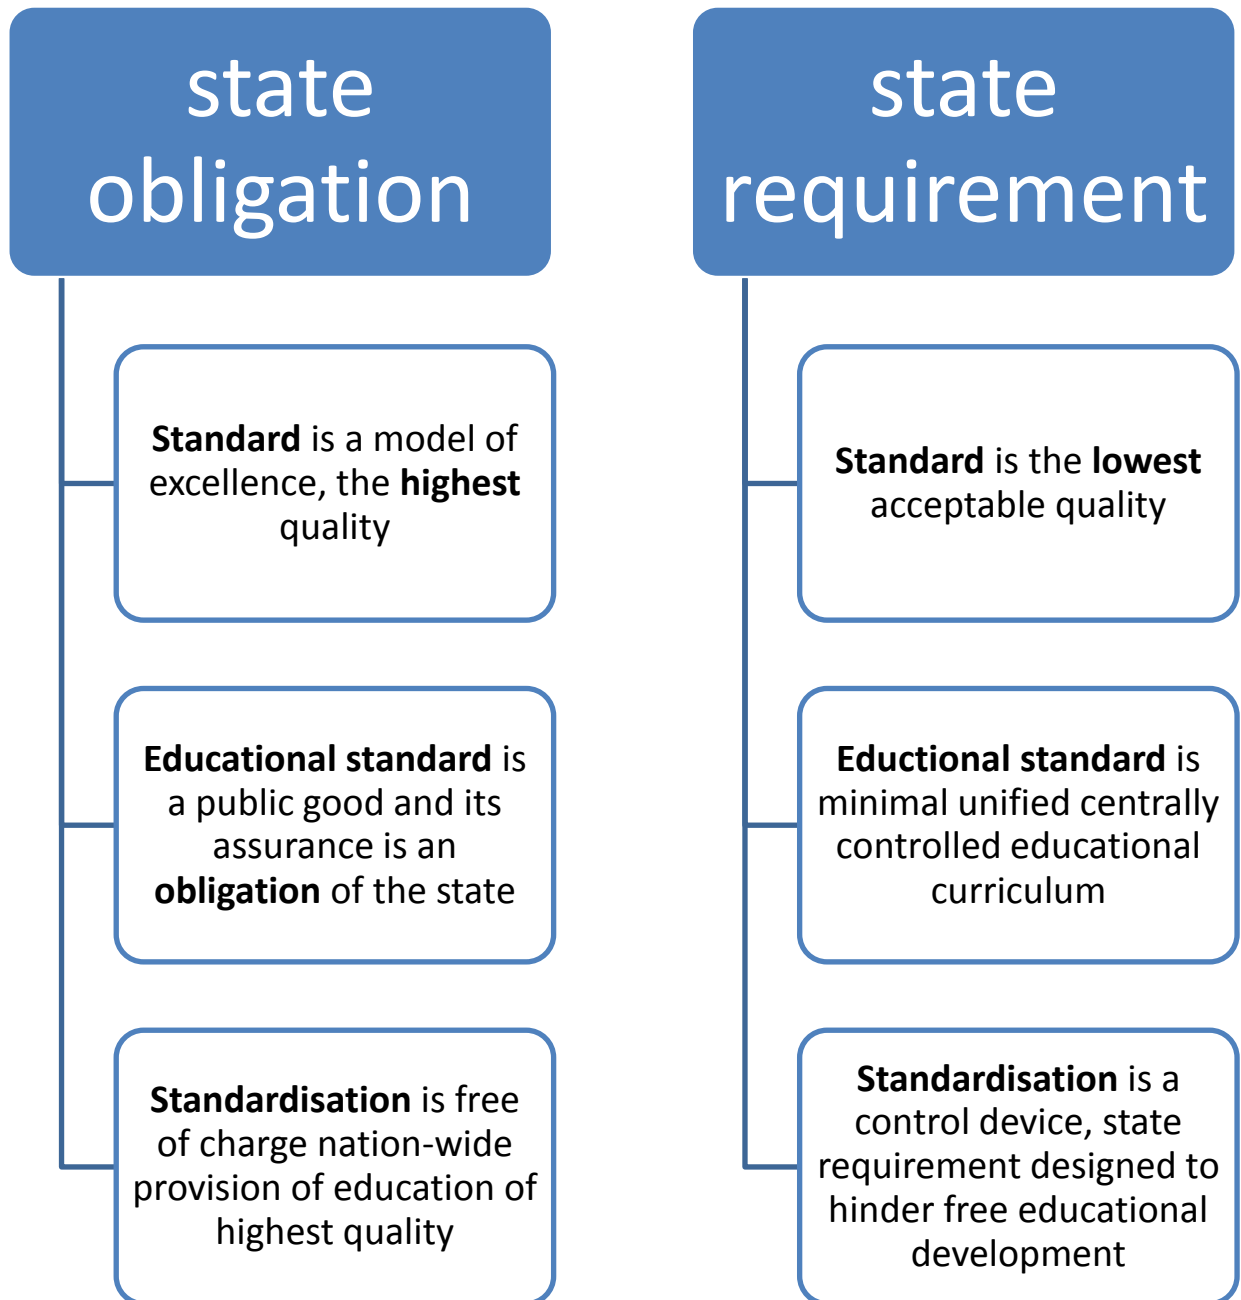 state
obligation
Standard is a model of
excellence, the highest
quality
Educational standard is
a public good and its
assurance is an
obligation of the state
Standardisation is free
of charge nation-wide
provision of education of
highest quality
state
requirement
Standard is the lowest
acceptable quality
Eductional standard is
minimal unified centrally
controlled educational
curriculum
Standardisation is a
control device, state
requirement designed to
hinder free educational
development